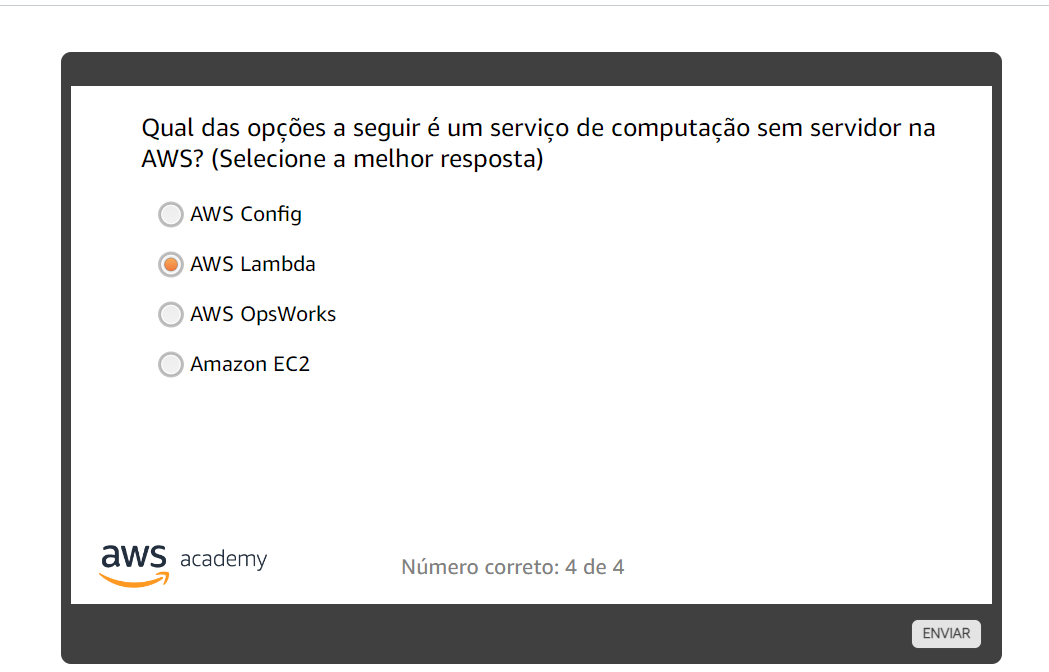 Qual das opções a seguir é um serviço de computação sem servidor na
AWS? (Selecione a melhor resposta)
AWS Config
AWS Lambda
AWS OpsWorks
Amazon EC2
aws academy
Número correto: 4 de 4
ENVIAR